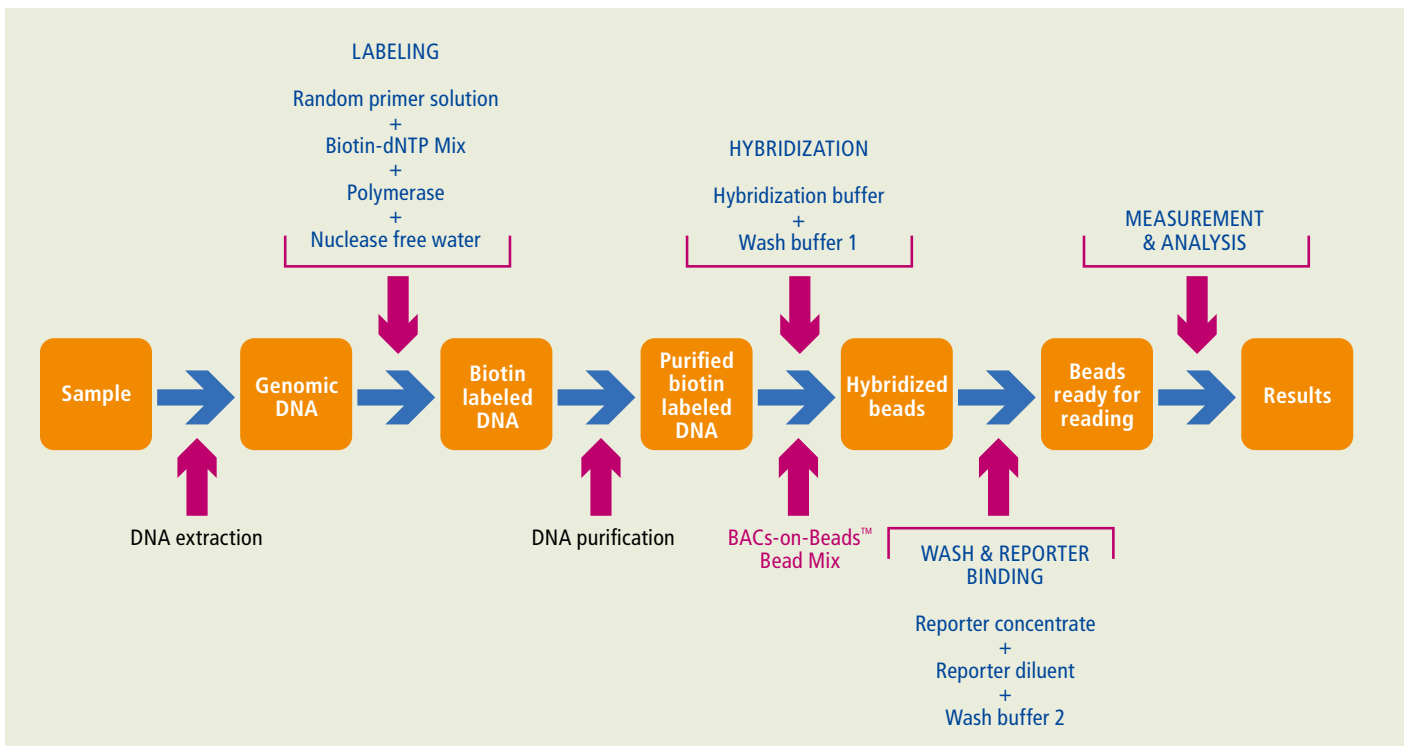 LABELING
Random primer solution
+
Biotin-dNTP Mix
+
Polymerase
+
Nuclease free water
HYBRIDIZATION
Hybridization buffer
+
Wash buffer 1
MEASUREMENT
& ANALYSIS
Sample
Genomic
DNA
Biotin
labeled
DNA
Purified
biotin
labeled
DNA
Hybridized
beads
Beads
ready for
reading
Results
DNA extraction
DNA purification
BACs-on-Beads™
Bead Mix
WASH & REPORTER
BINDING
Reporter concentrate
+
Reporter diluent
+
Wash buffer 2